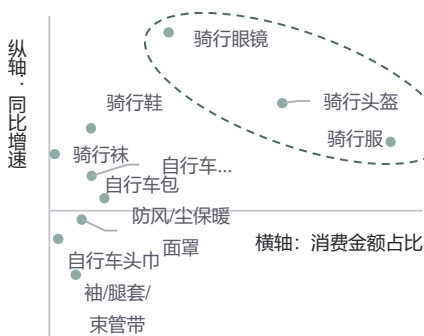 纵轴：同比增速
骑行眼镜
骑行鞋
骑行头盔
骑行服
骑行袜
自行车...
自行车包
防风/尘保暖
面罩
横轴：消费金额占比
自行车头巾
袖/腿套/
束管带